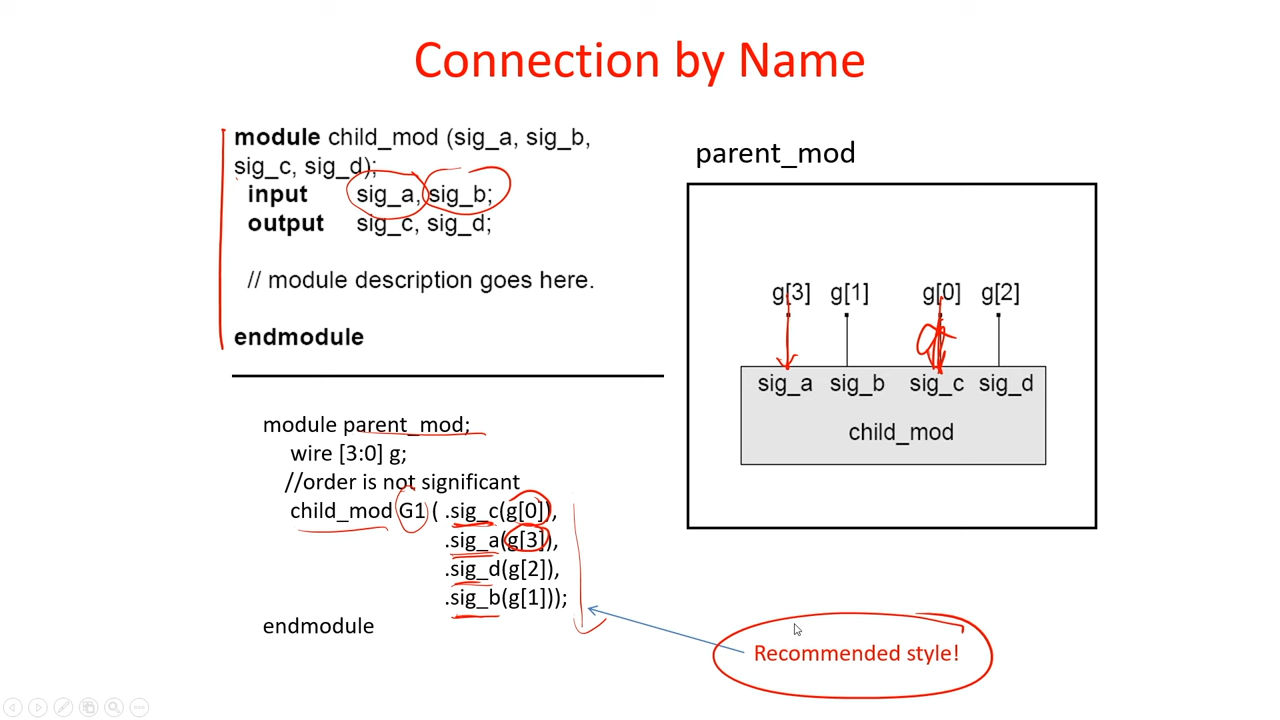 Connection by Name
module child_mod (sig_a, sig_b,
sig_c, sig_d);
input sig_a, sig_b;
output sig_c, sig_d;
// module description goes here.
endmodule
module parent_mod;
wire [3:0] g;
//order is not significant
child_mod G1 ( .sig_c(g[0]),
.sig_a(g[3]),
.sig_d(g[2]),
.sig_b(g[1]));
endmodule
parent_mod
g[3] g[1] g[0] g[2]
sig_a sig_b sig_c sig_d
child_mod
Recommended style!